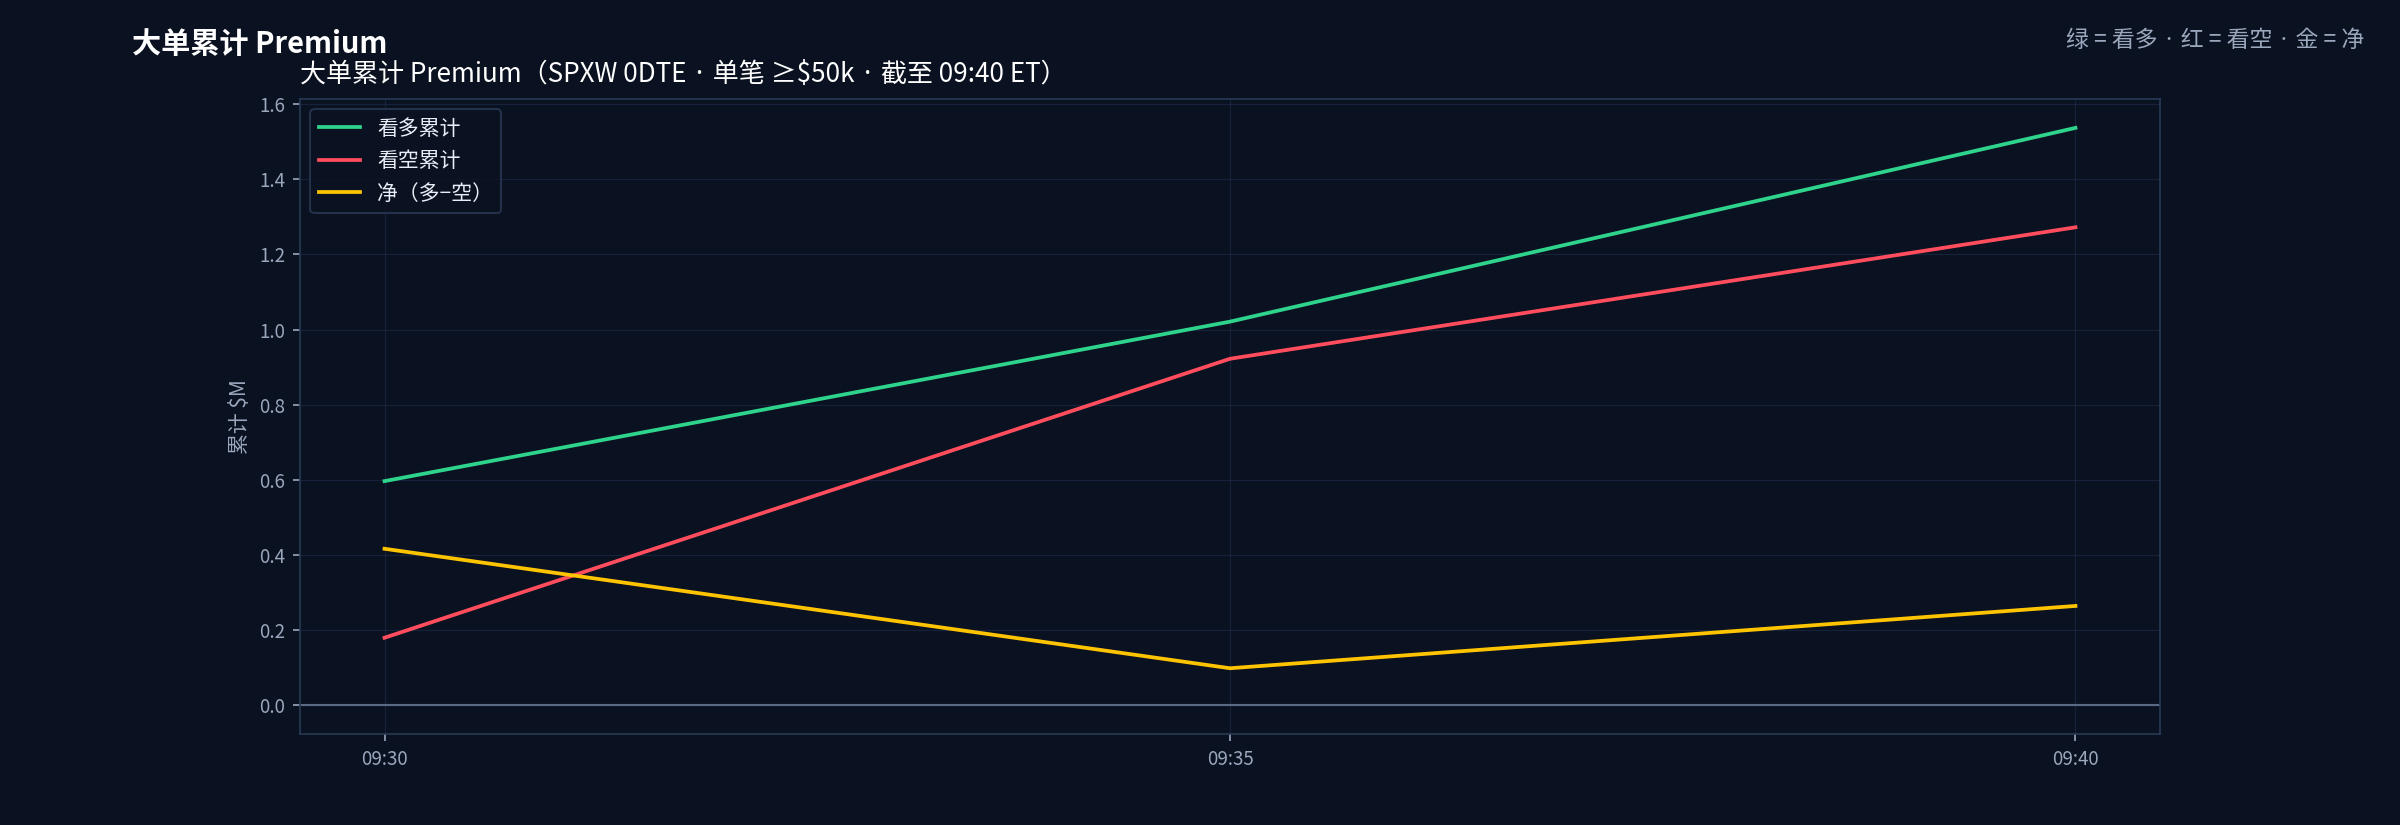 大单累计 Premium
绿 = 看多 · 红 = 看空 · 金 = 净
大单累计 Premium（SPXW 0DTE · 单笔 ≥$50k · 截至 09:40 ET）
看多累计
看空累计
净（多−空）
累计 $M
1.6
1.4
1.2
1.0
0.8
0.6
0.4
0.2
0.0
09:30
09:35
09:40